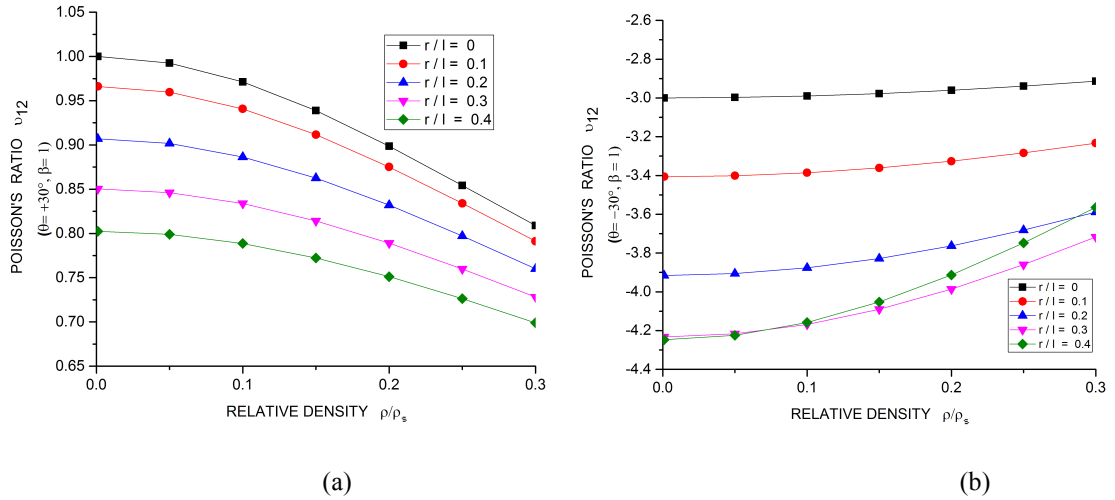 1.00
0.95
0.90
0.85
0.80
0.75
0.70
0.65
0.0
0.1
0.2
0.3
POISSON'S RATIO υ12
(θ= +30°, β= 1)
RELATIVE DENSITY ρ/ρs
r / l = 0
r / l = 0.1
r / l = 0.2
r / l = 0.3
r / l = 0.4
(a)
-2.6
-2.8
-3.0
-3.2
-3.4
-3.6
-3.8
-4.0
-4.2
-4.4
0.0
0.1
0.2
0.3
POISSON'S RATIO υ12
(θ= −30°, β = 1)
RELATIVE DENSITY ρ/ρs
r / l = 0
r / l = 0.1
r / l = 0.2
r / l = 0.3
r / l = 0.4
(b)